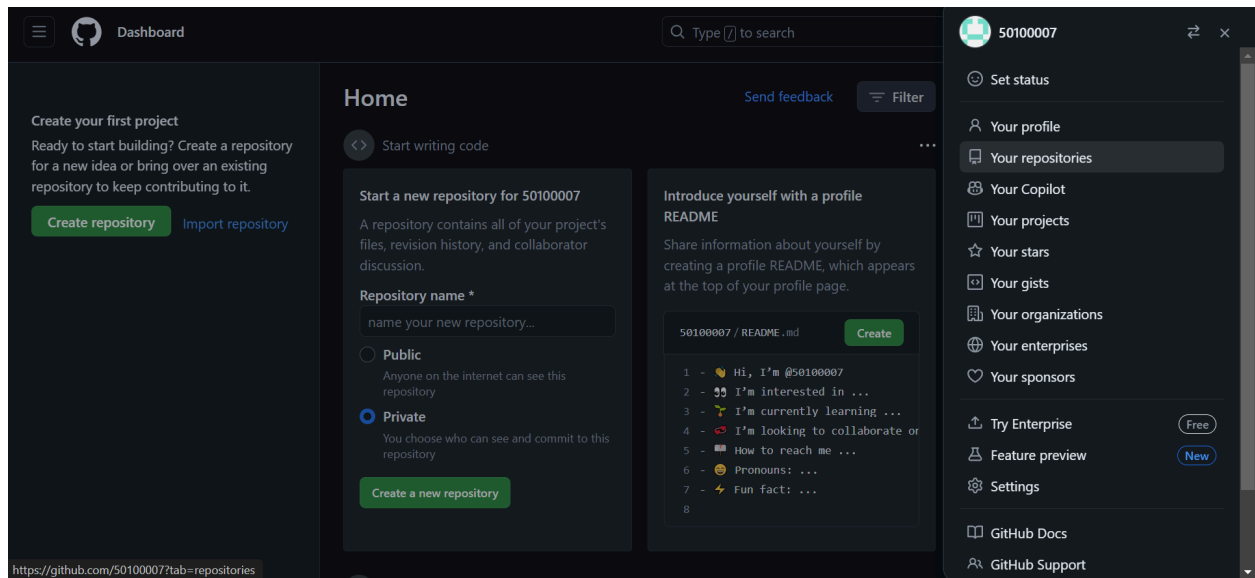 Dashboard
Type / to search
Create your first project
Ready to start building? Create a repository
for a new idea or bring over an existing
repository to keep contributing to it.
Create repository
Import repository
Home
Send feedback
Filter
Start writing code
Start a new repository for 50100007
A repository contains all of your project's
files, revision history, and collaborator
discussion.
Repository name *
name your new repository...
Public
Anyone on the internet can see this
repository
Private
You choose who can see and commit to this
repository
Create a new repository
Introduce yourself with a profile
README
Share information about yourself by
creating a profile README, which appears
at the top of your profile page.
50100007 / README.md
Create
1 - 👋 Hi, I'm @50100007
2 - 👀 I'm interested in ...
3 - 🌱 I'm currently learning ...
4 - 💞️ I'm looking to collaborate or
5 - 📫 How to reach me ...
6 - 😄 Pronouns: ...
7 - ⚡ Fun fact: ...
8
50100007
Set status
Your profile
Your repositories
Your Copilot
Your projects
Your stars
Your gists
Your organizations
Your enterprises
Your sponsors
Try Enterprise
Free
Feature preview
New
Settings
GitHub Docs
GitHub Support
https://github.com/50100007?tab=repositories